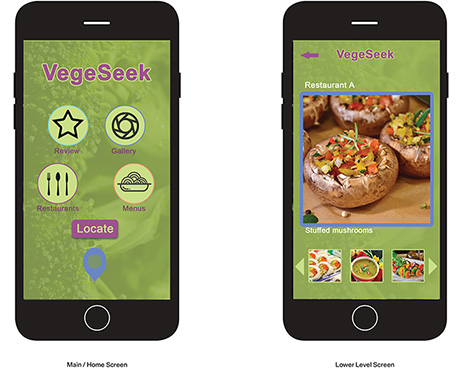 VegeSeek
Review
Gallery
Restaurants
Menus
Locate
Main / Home Screen
VegeSeek
Restaurant A
Stuffed mushrooms
Lower Level Screen